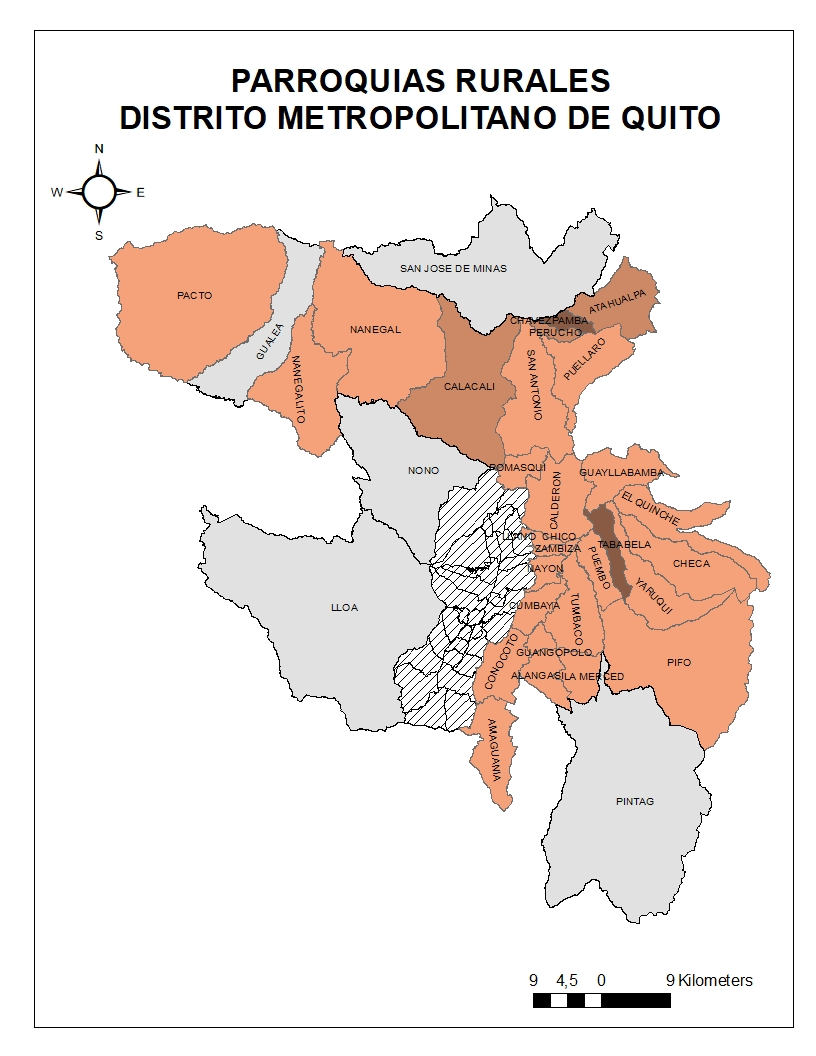 PARROQUIAS RURALES
DISTRITO METROPOLITANO DE QUITO
N
W E
S
SAN JOSE DE MINAS
PACTO
ATAHUALPA
CHAVEZPAMBA
PERUCHO
NANEGAL
GUALEA
PUELLARO
SAN ANTONIO
NANEGALITO
CALACALI
NONO
POMASQUI
GUAYLLABAMBA
CALDERON
EL QUINCHE
LLANO CHICO
ZAMBIZA
TABABELA
CHECA
NAYON
PUEMBO
YARUQUI
LLOA
CUMBAYA
TUMBACO
GUANGOPOLO
CONOCOTO
PIFO
ALANGASI
LA MERCED
AMAGUANIA
PINTAG
9 4,5 0 9 Kilometers